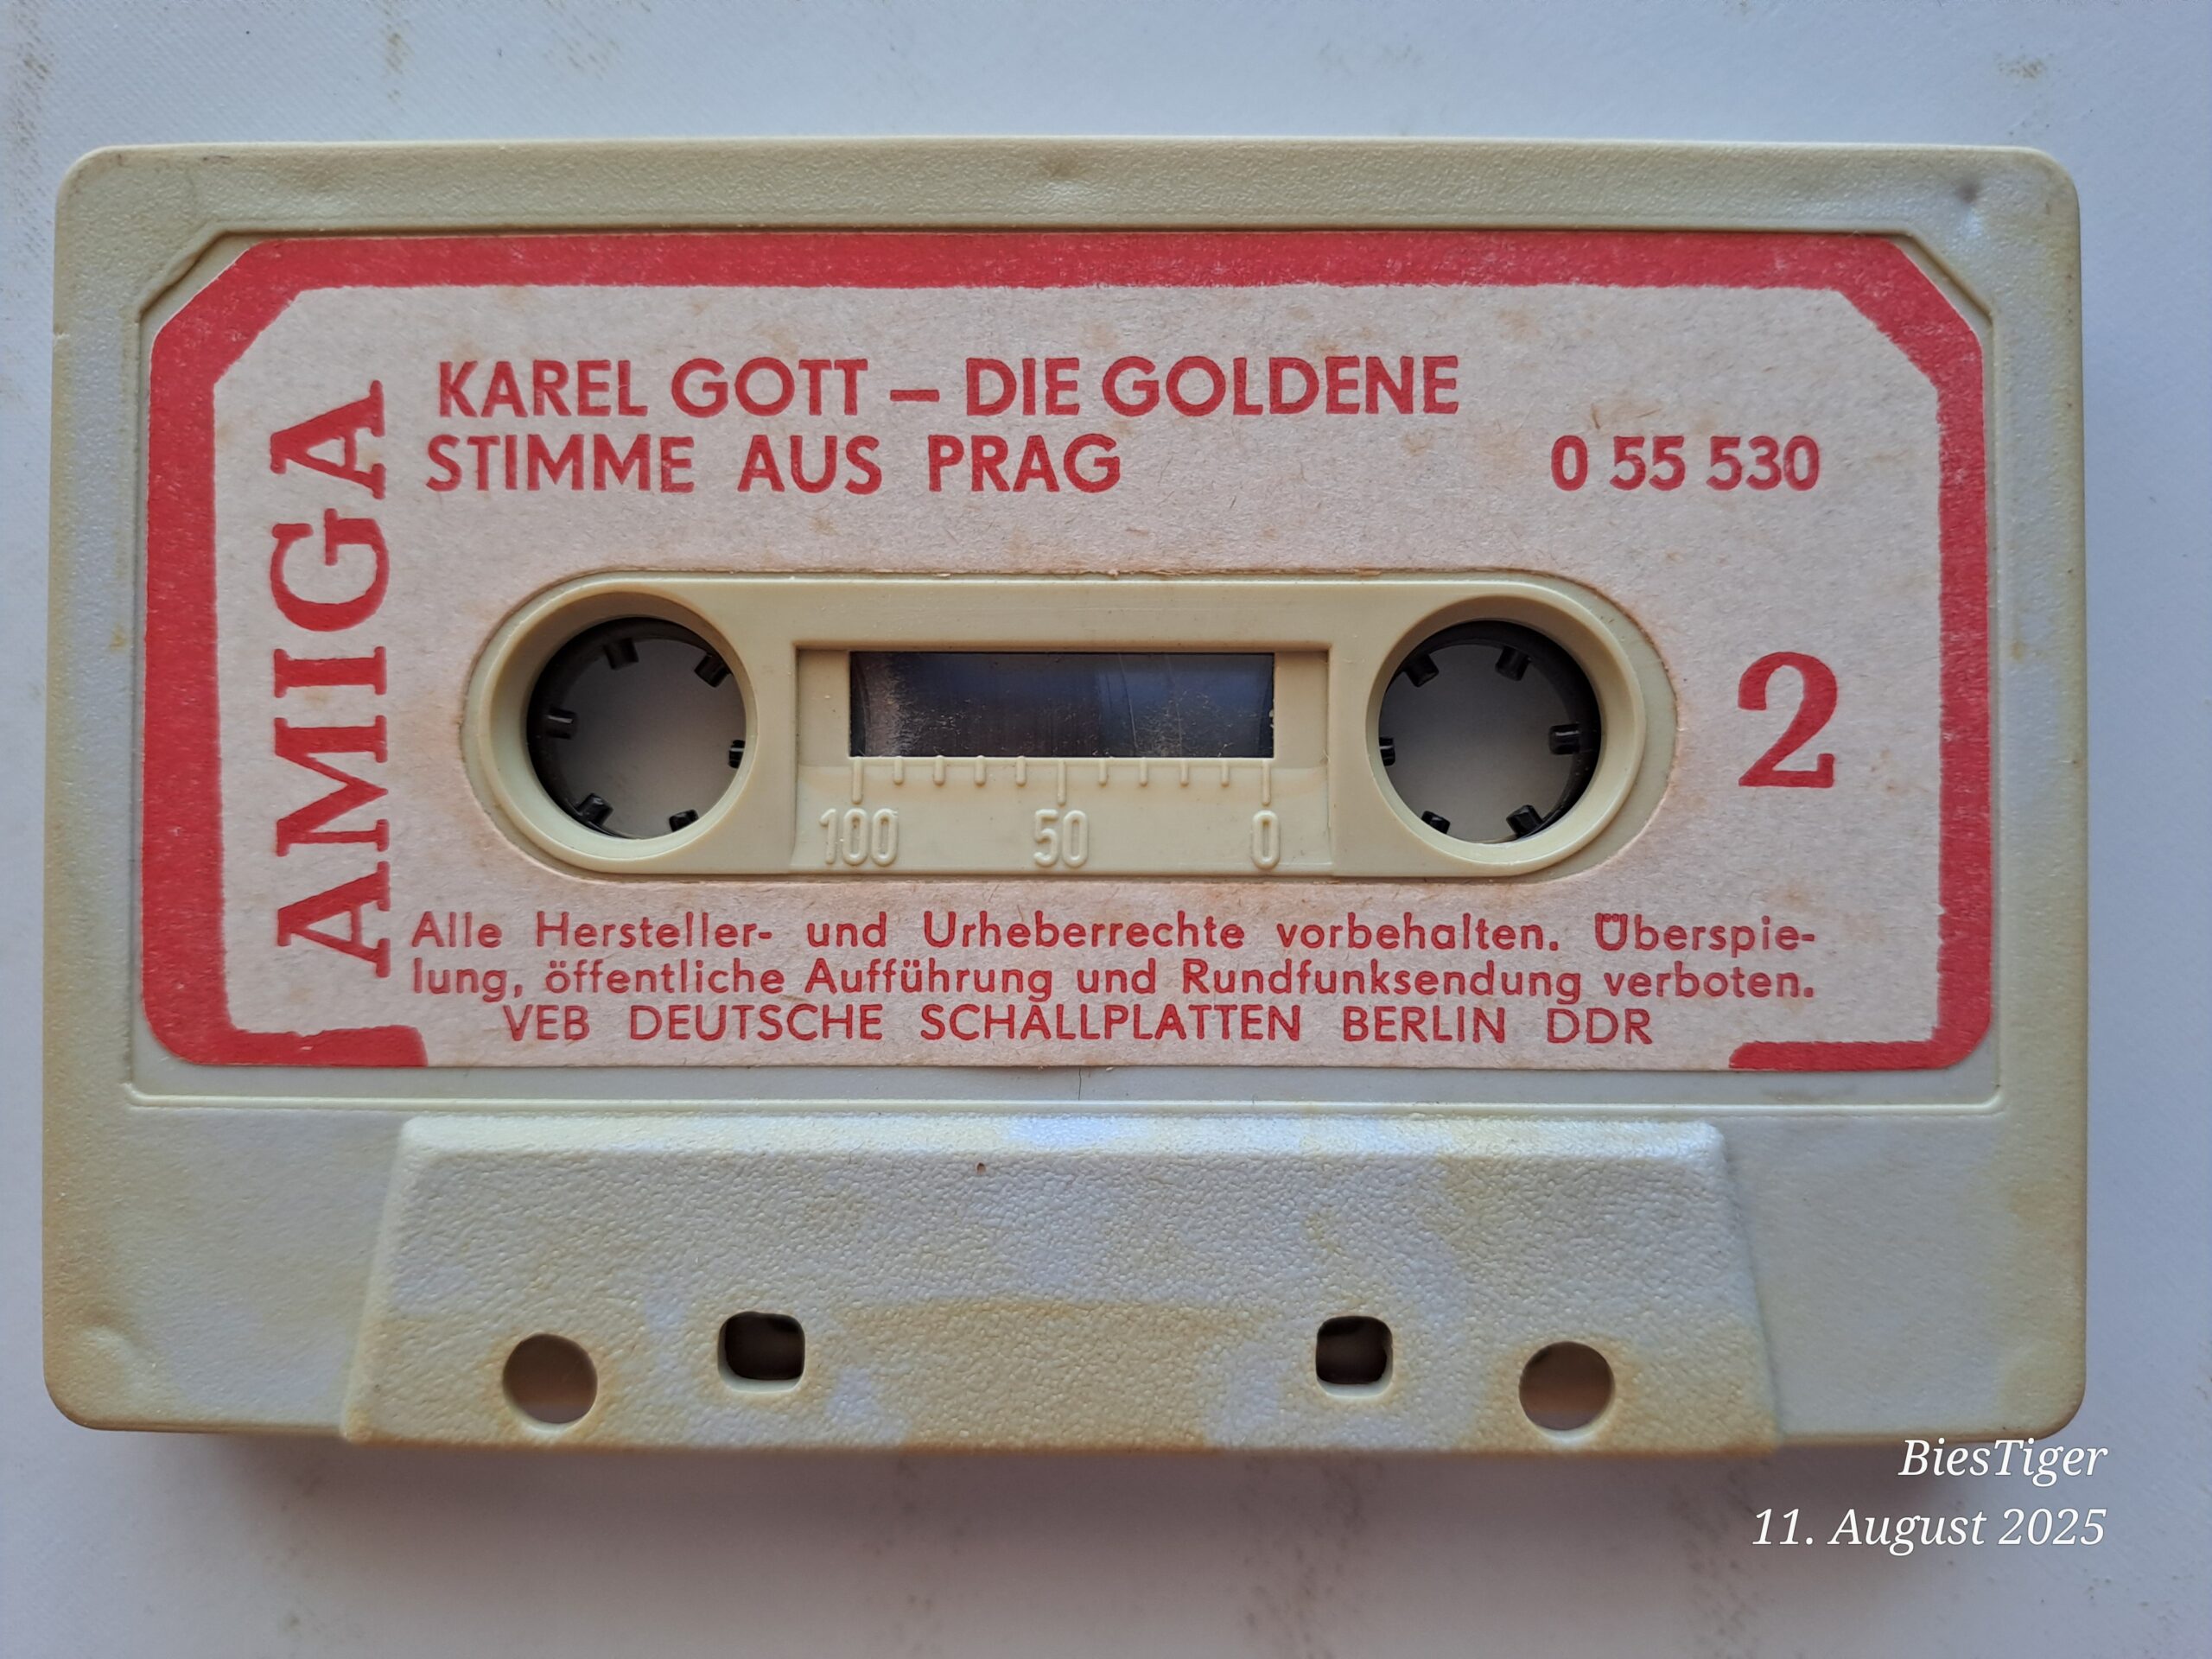 KAREL GOTT – DIE GOLDENE
STIMME AUS PRAG
0 55 530
AMIGA
2
100 50 0
Alle Hersteller- und Urheberrechte vorbehalten. Überspie-
lung, öffentliche Aufführung und Rundfunksendung verboten.
VEB DEUTSCHE SCHALLPLATTEN BERLIN DDR
BiesTiger
11. August 2025